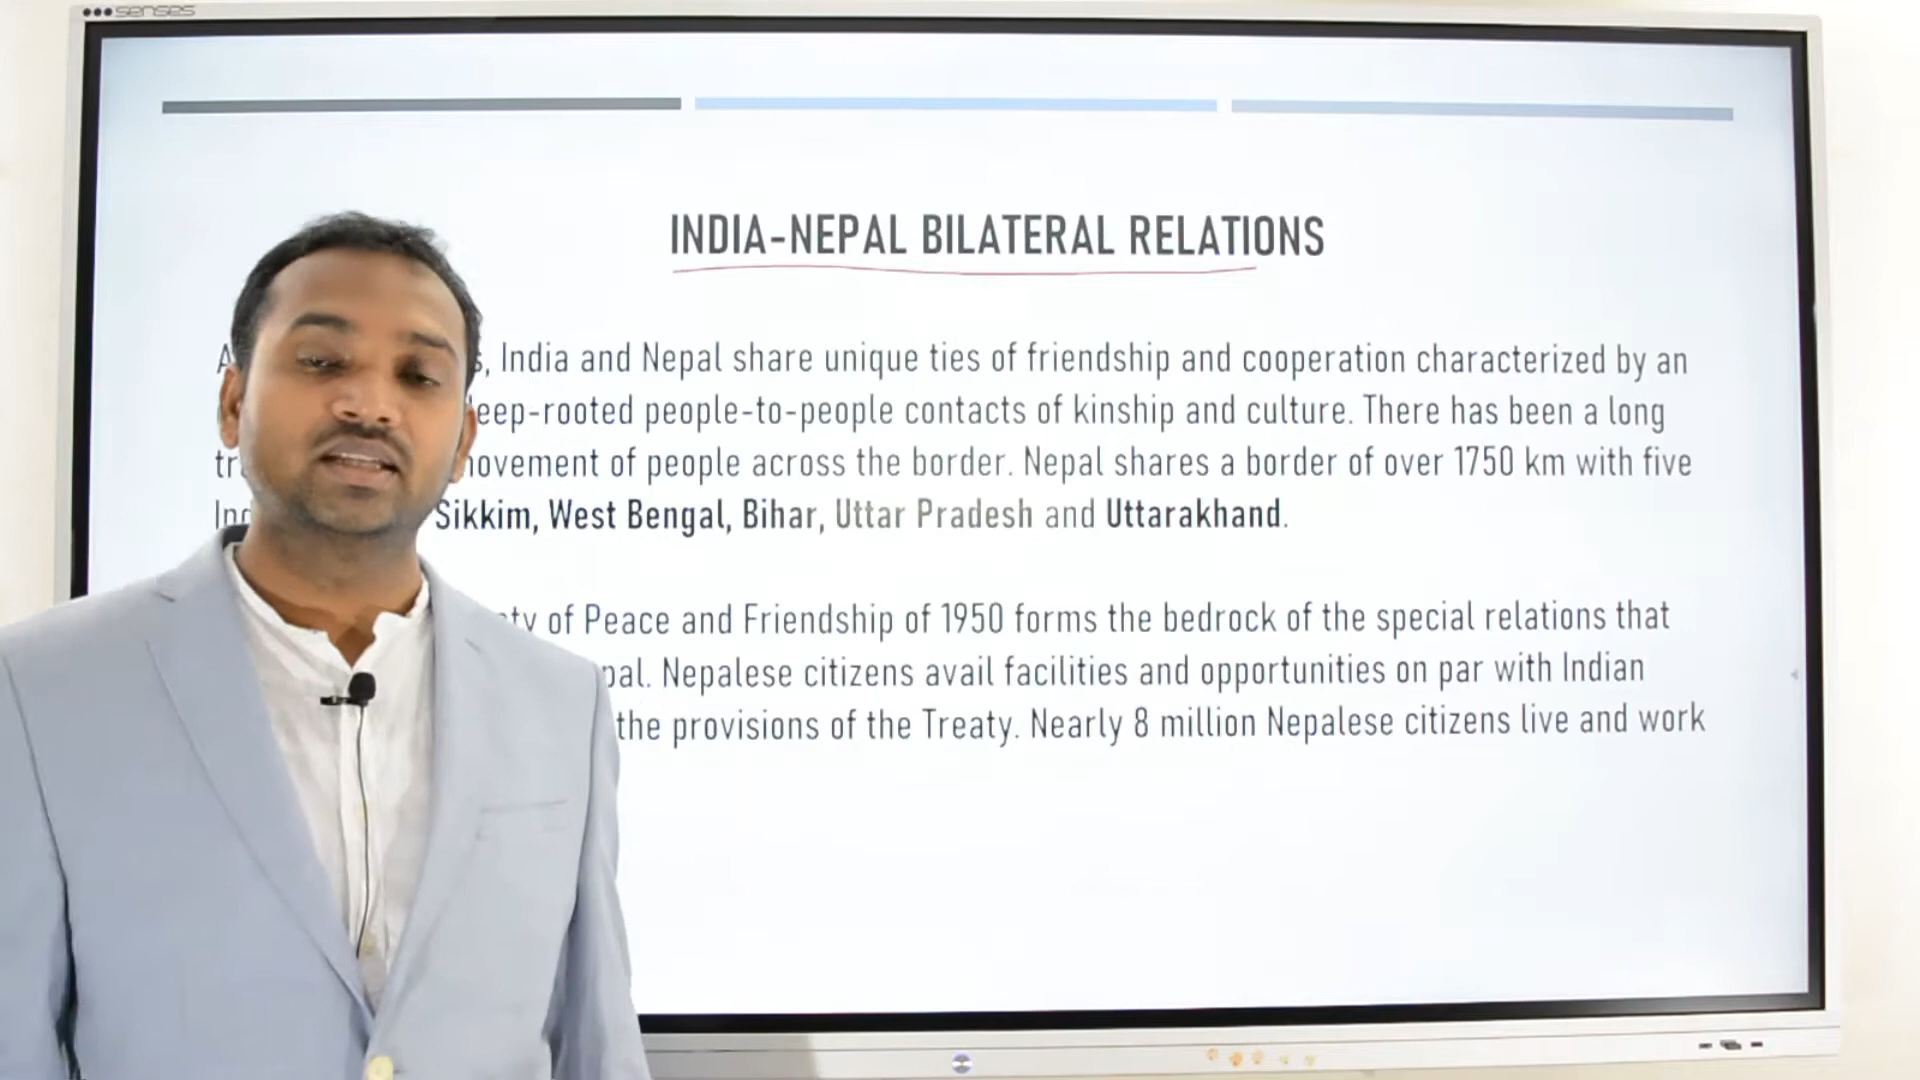 senses
INDIA-NEPAL BILATERAL RELATIONS
India and Nepal share unique ties of friendship and cooperation characterized by an
people-to-people contacts of kinship and culture. There has been a long
of people across the border. Nepal shares a border of over 1750 km with five
Sikkim, West Bengal, Bihar, Uttar Pradesh and Uttarakhand.
of Peace and Friendship of 1950 forms the bedrock of the special relations that
Nepalese citizens avail facilities and opportunities on par with Indian
the provisions of the Treaty. Nearly 8 million Nepalese citizens live and work